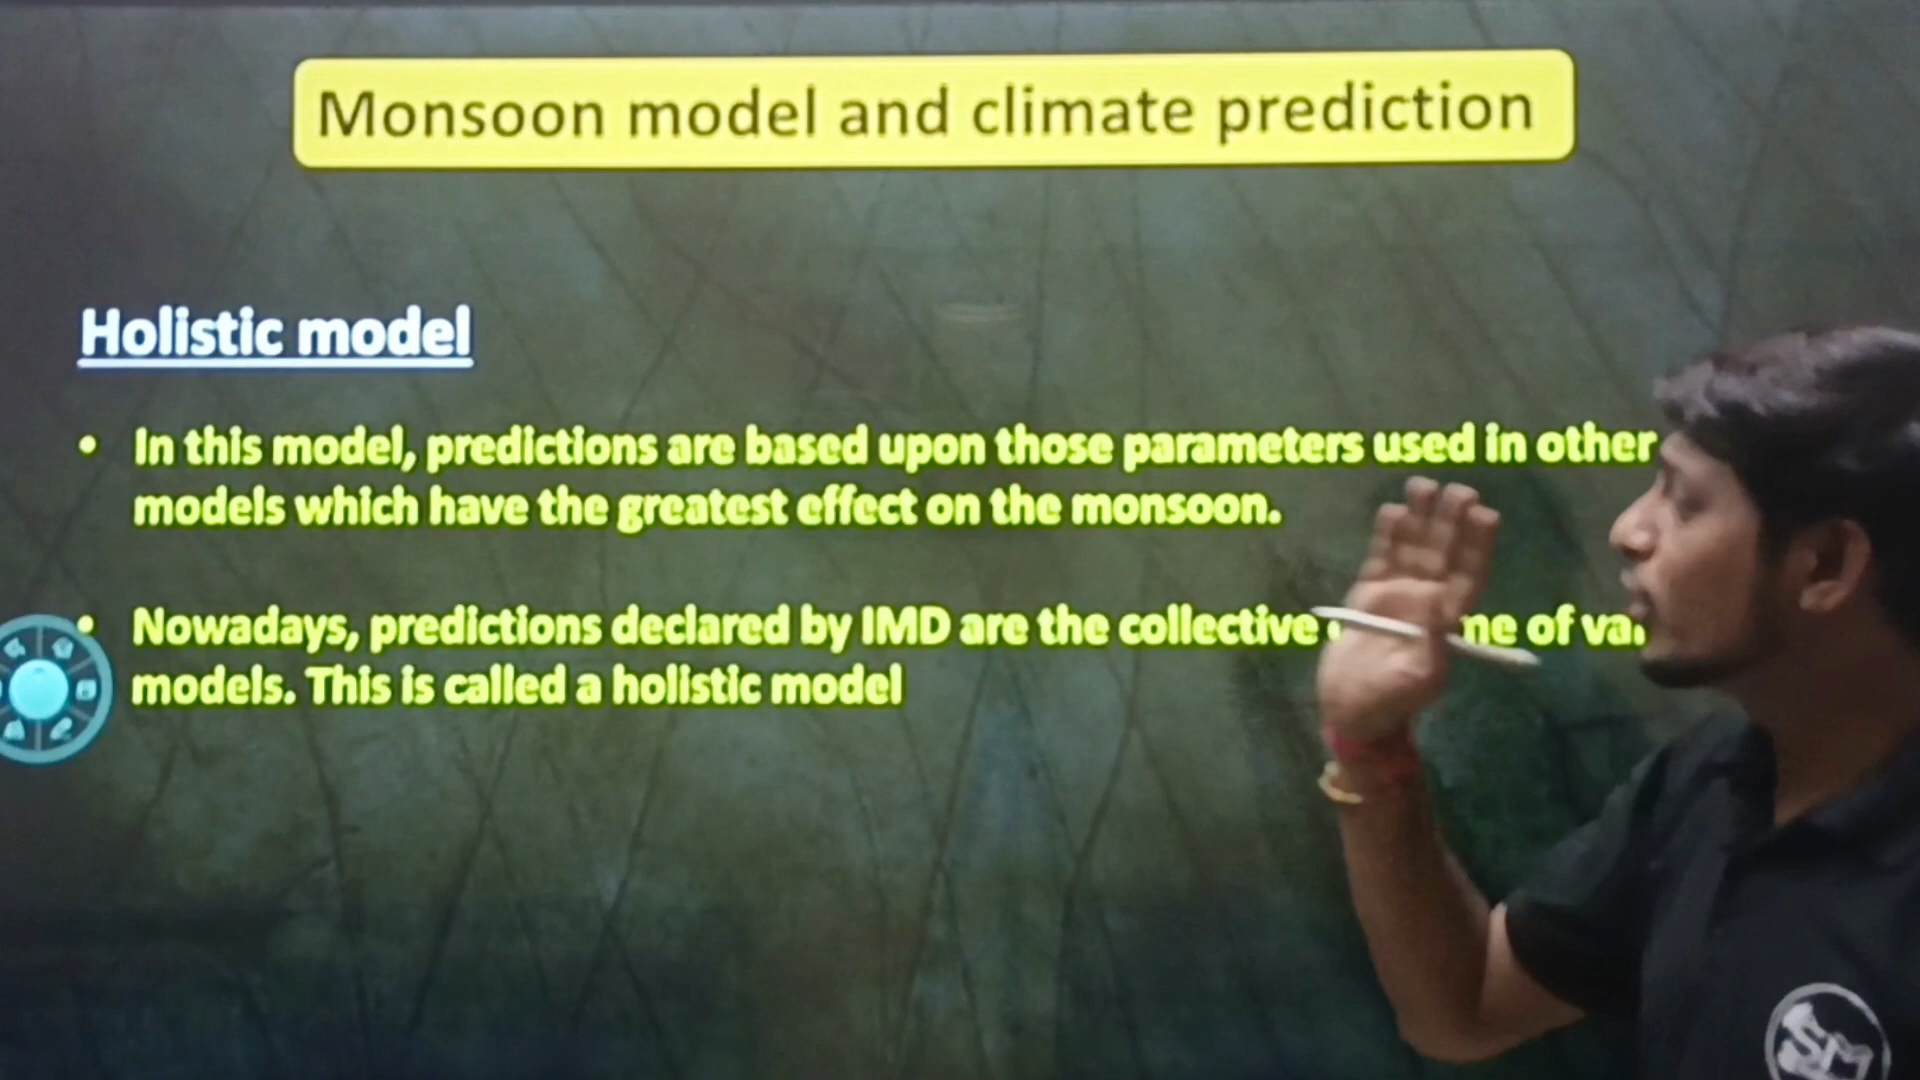 Monsoon model and climate prediction
Holistic model
• In this model, predictions are based upon those parameters used in other
models which have the greatest effect on the monsoon.
• Nowadays, predictions declared by IMD are the collective of
models. This is called a holistic model
SM